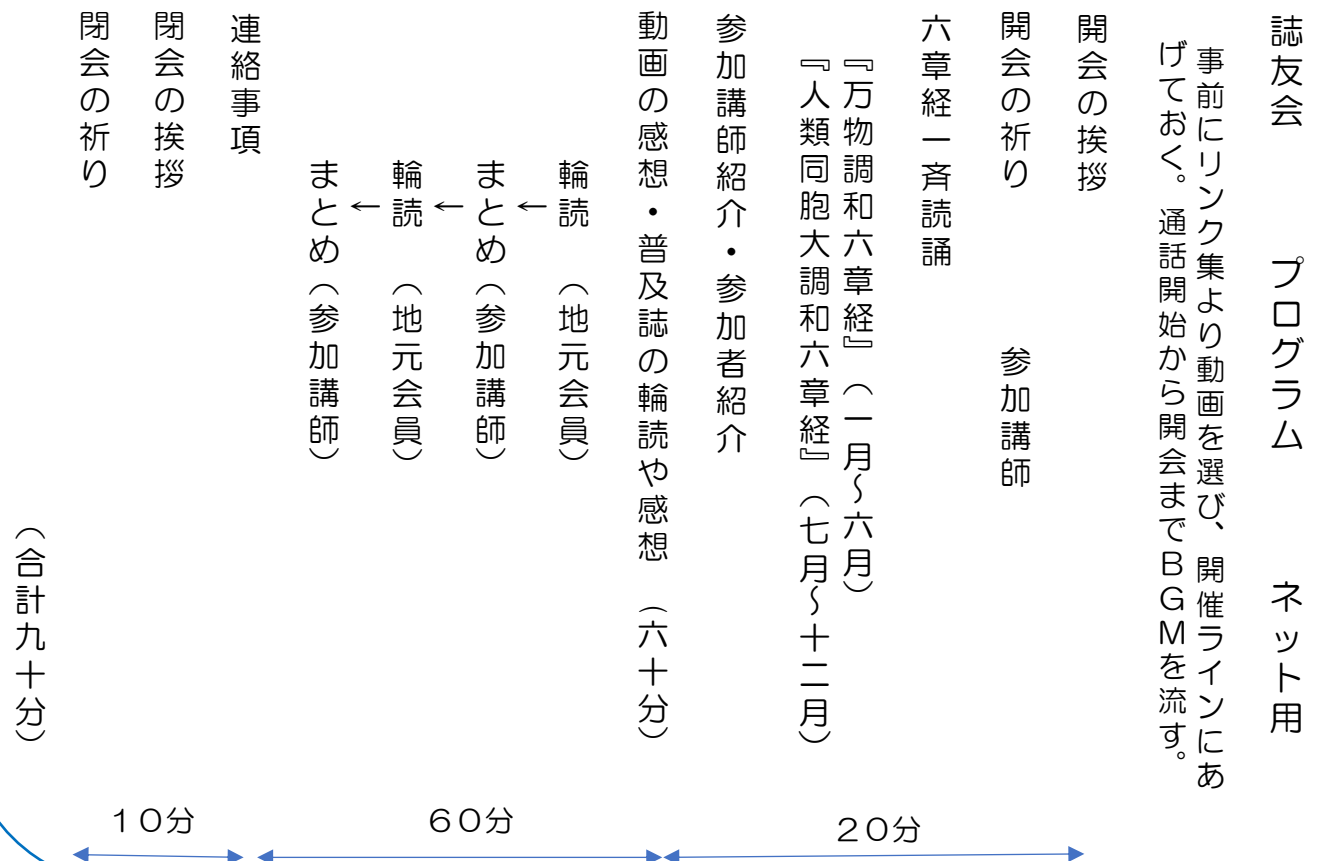 誌友会　プログラム　ネット用
事前にリンク集より動画を選び、開催ラインにあ
げておく。通話開始から開会までＢＧＭを流す。
開会の挨拶
開会の祈り　参加講師
六章経一斉読誦
『万物調和六章経』（一月～六月）
『人類同胞大調和六章経』（七月～十二月）
参加講師紹介・参加者紹介
動画の感想・普及誌の輪読や感想　（六十分）
輪読　（地元会員）
←
まとめ（参加講師）
←
輪読　（地元会員）
←
まとめ（参加講師）
連絡事項
閉会の挨拶
閉会の祈り
（合計九十分）
２０分
６０分
１０分